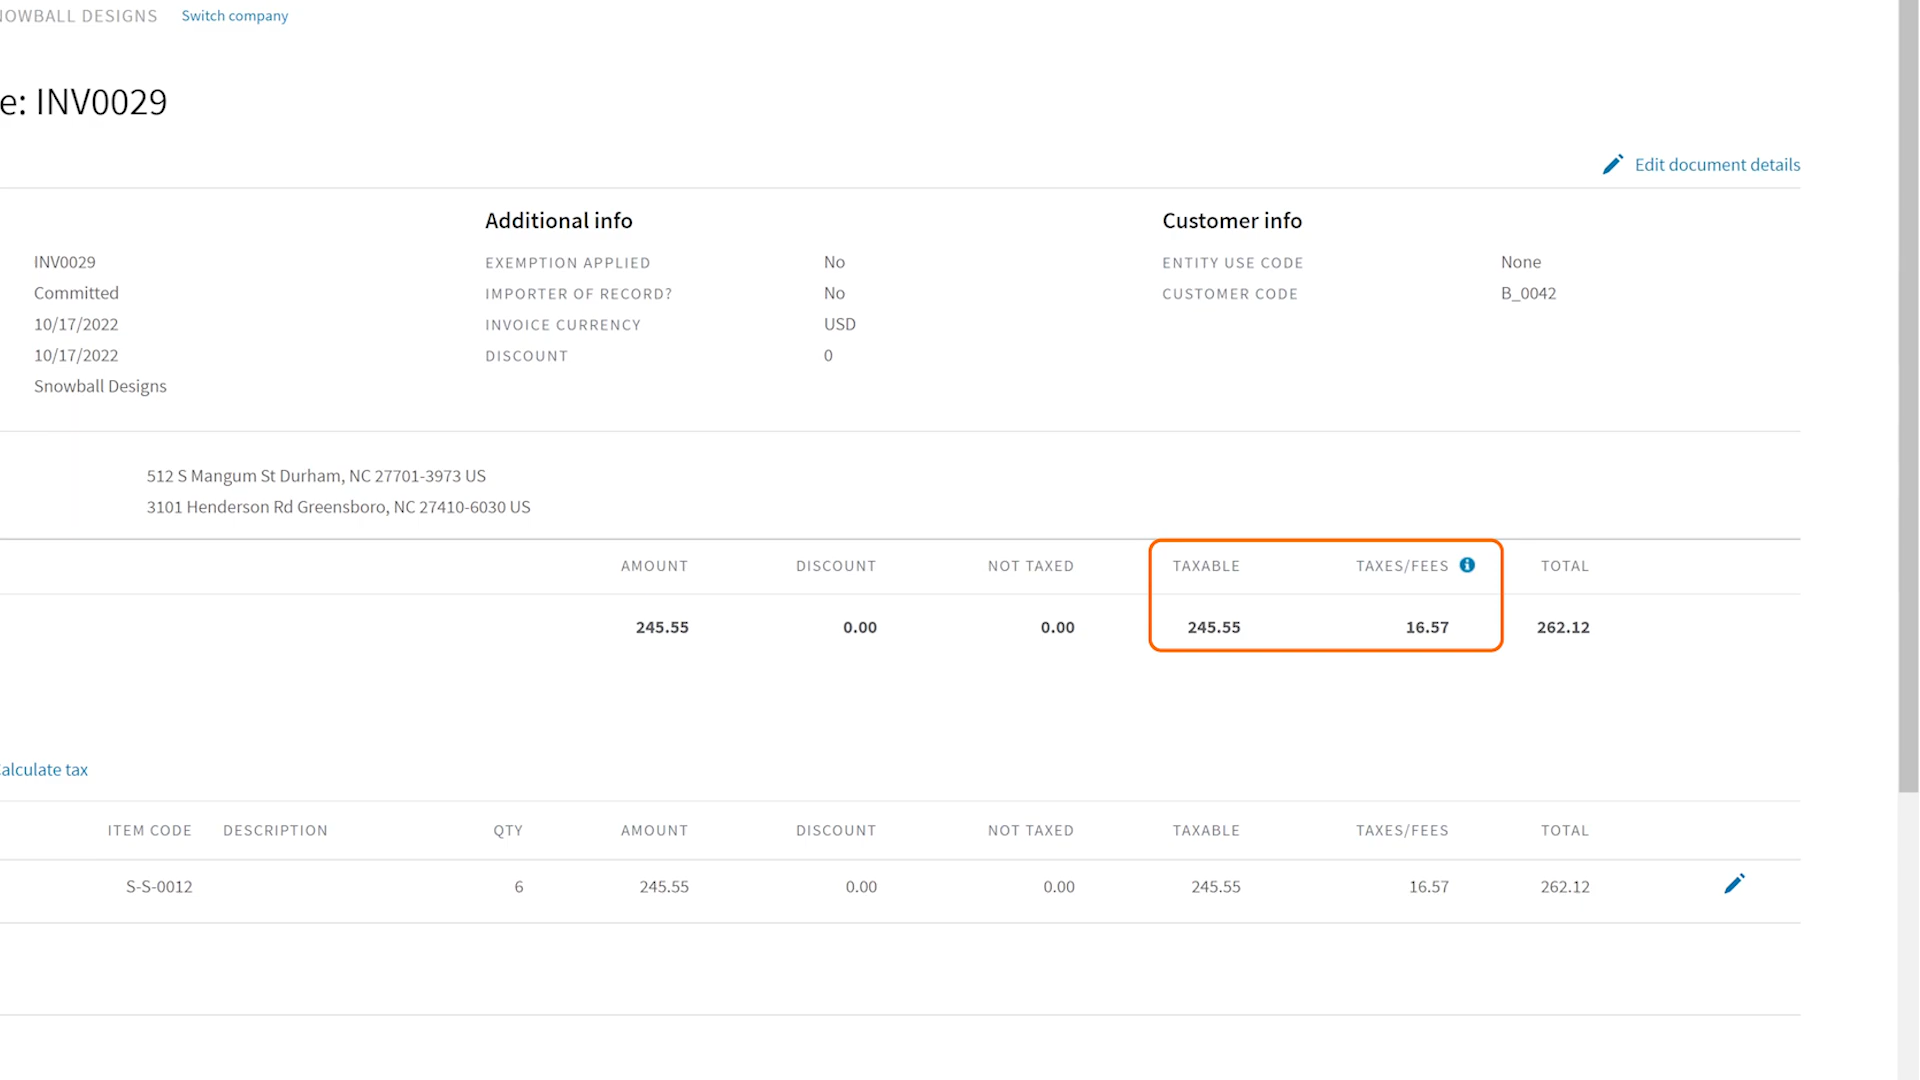 NOWBALL DESIGNS Switch company
e: INV0029
Edit document details
Additional info Customer info
INV0029 EXEMPTION APPLIED No ENTITY USE CODE None
Committed IMPORTER OF RECORD? No CUSTOMER CODE B_0042
10/17/2022 INVOICE CURRENCY USD
10/17/2022 DISCOUNT 0
Snowball Designs
512 S Mangum St Durham, NC 27701-3973 US
3101 Henderson Rd Greensboro, NC 27410-6030 US
AMOUNT DISCOUNT NOT TAXED TAXABLE TAXES/FEES TOTAL
245.55 0.00 0.00 245.55 16.57 262.12
alculate tax
ITEM CODE DESCRIPTION QTY AMOUNT DISCOUNT NOT TAXED TAXABLE TAXES/FEES TOTAL
S-S-0012 6 245.55 0.00 0.00 245.55 16.57 262.12